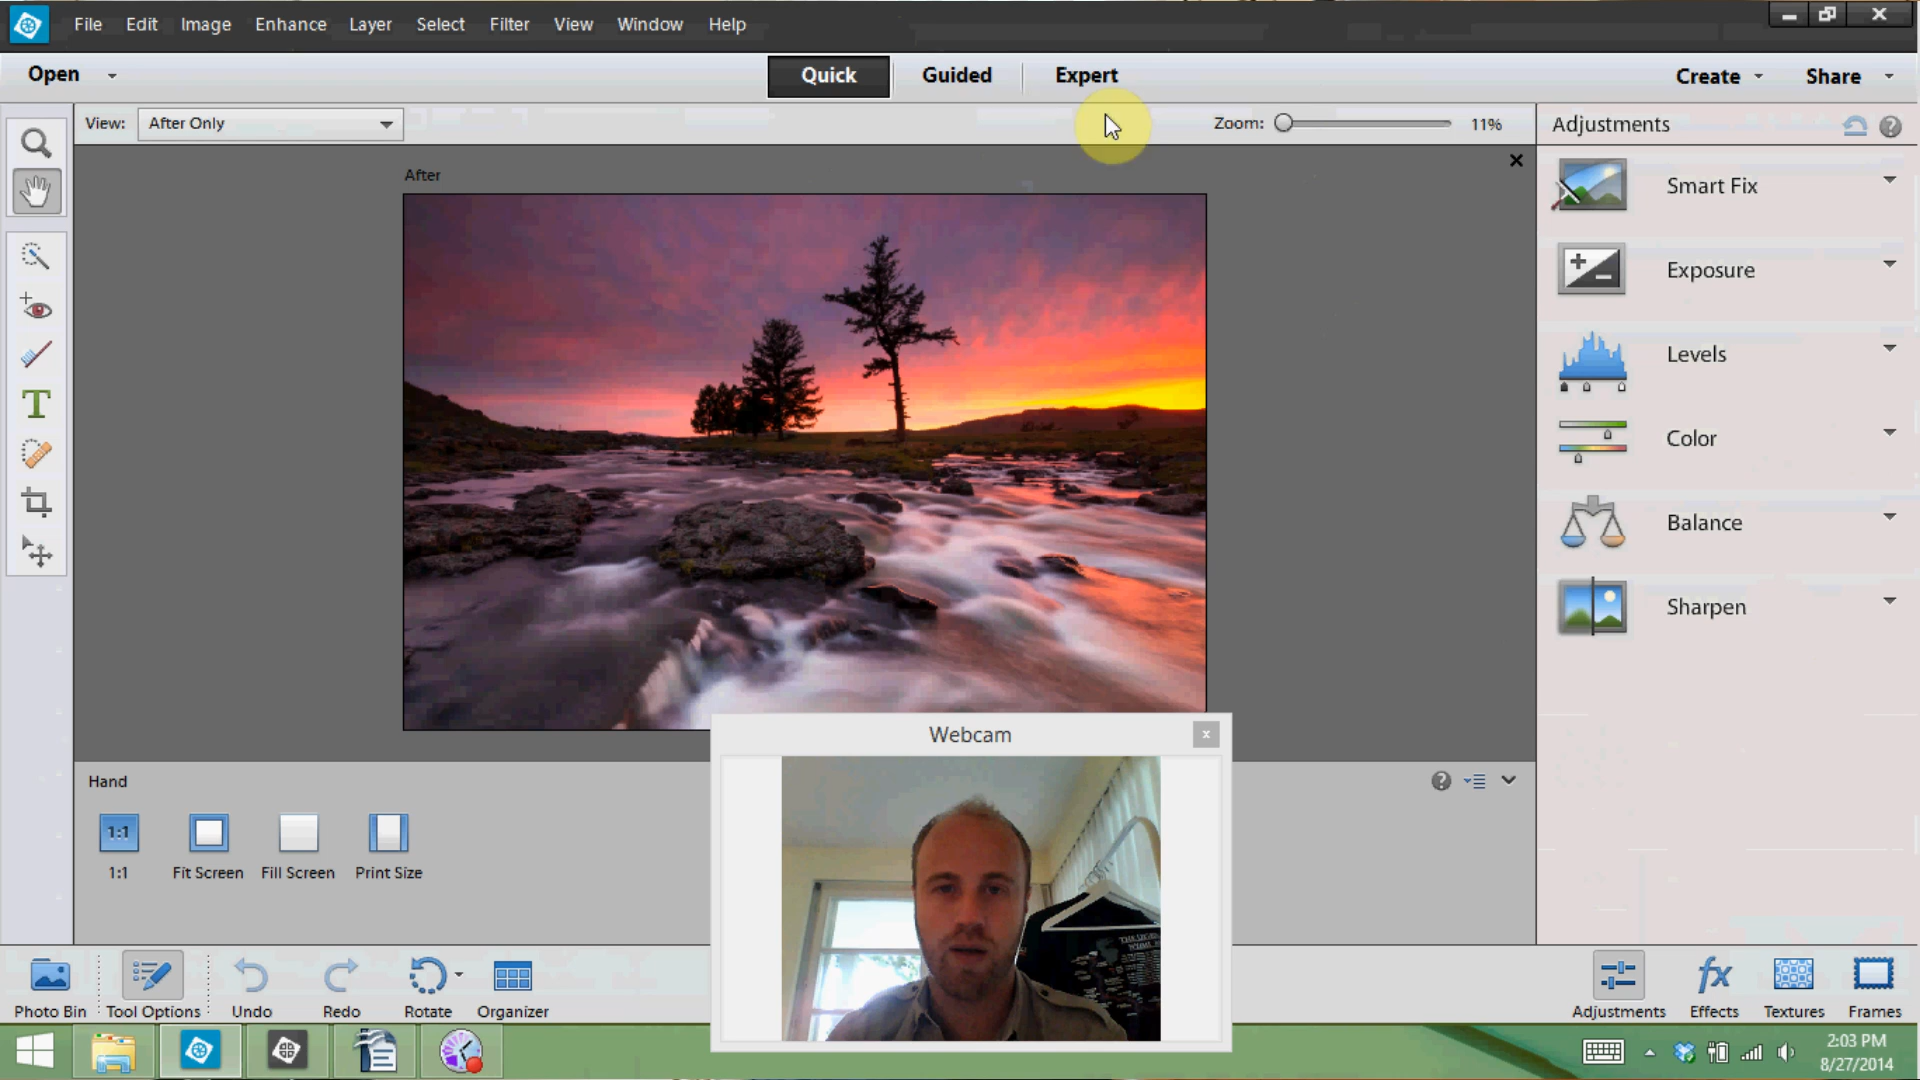 File Edit Image Enhance Layer Select Filter View Window Help
Open Quick Guided Expert Create Share
View: After Only Zoom: 11% Adjustments
After
Smart Fix
Exposure
Levels
Color
Balance
Sharpen
Webcam
Hand
1:1
1:1 Fit Screen Fill Screen Print Size
Photo Bin Tool Options Undo Redo Rotate Organizer Adjustments Effects Textures Frames
2:03 PM
8/27/2014